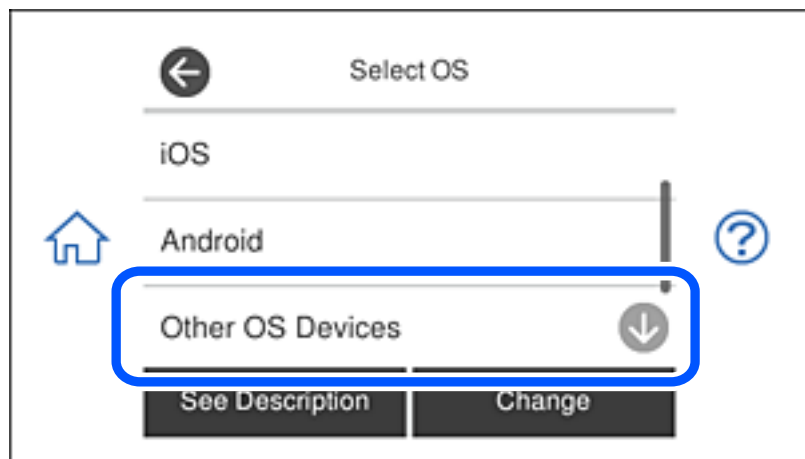 Select OS
iOS
Android
Other OS Devices
See Description Change